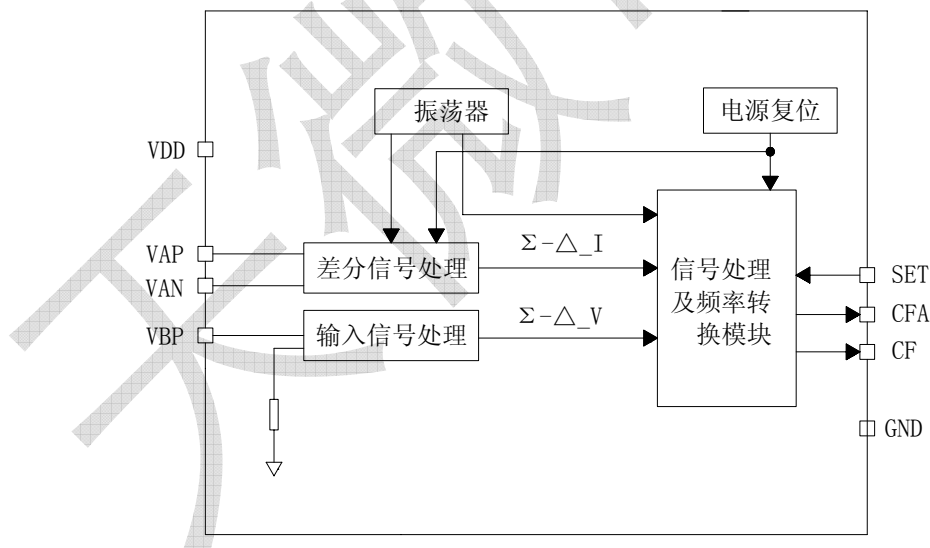 振荡器
电源复位
VDD
VAP
VAN
VBP
差分信号处理
输入信号处理
Σ-△_I
Σ-△_V
信号处理
及频率转
换模块
SET
CFA
CF
GND
天微